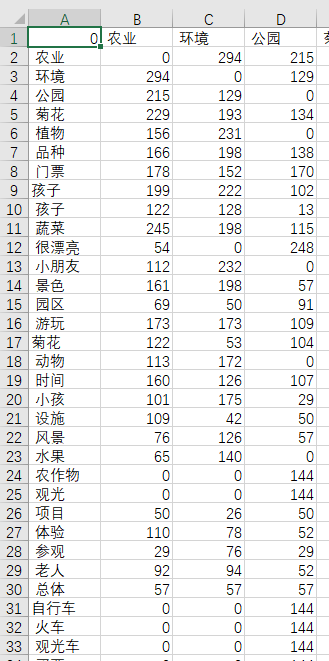 A B C D
1 0 农业 环境 公园
2 农业 0 294 215
3 环境 294 0 129
4 公园 215 129 0
5 菊花 229 193 134
6 植物 156 231 0
7 品种 166 198 138
8 门票 178 152 170
9 孩子 199 222 102
10 孩子 122 128 13
11 蔬菜 245 198 115
12 很漂亮 54 0 248
13 小朋友 112 232 0
14 景色 161 198 57
15 园区 69 50 91
16 游玩 173 173 109
17 菊花 122 53 104
18 动物 113 172 0
19 时间 160 126 107
20 小孩 101 175 29
21 设施 109 42 50
22 风景 76 126 57
23 水果 65 140 0
24 农作物 0 0 144
25 观光 0 0 144
26 项目 50 26 50
27 体验 110 78 52
28 参观 29 76 29
29 老人 92 94 52
30 总体 57 57 57
31 自行车 0 0 144
32 火车 0 0 144
33 观光车 0 0 144